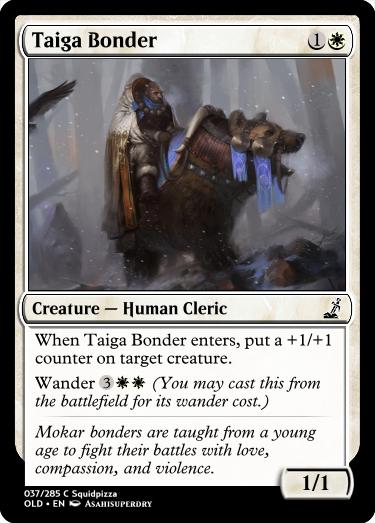 Taiga Bonder 1
Creature — Human Cleric
When Taiga Bonder enters, put a +1/+1
counter on target creature.
Wander 3 (You may cast this from
the battlefield for its wander cost.)
Mokar bonders are taught from a young
age to fight their battles with love,
compassion, and violence.
1/1
037/285 C Squidpizza
OLD • EN Asahisuperdry